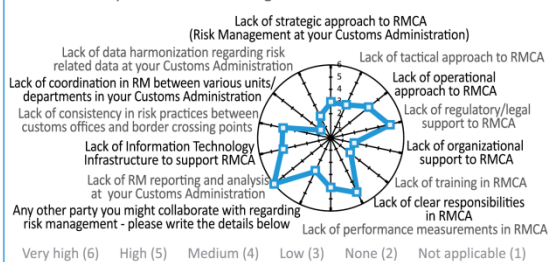 Lack of strategic approach to RMCA
(Risk Management at your Customs Administration)
Lack of tactical approach to RMCA
Lack of operational
approach to RMCA
Lack of regulatory/legal
support to RMCA
Lack of organizational
support to RMCA
Lack of training in RMCA
Lack of clear responsibilities
in RMCA
Lack of performance measurements in RMCA
Any other party you might collaborate with regarding
risk management - please write the details below
Lack of RM reporting and analysis
at your Customs Administration
Lack of Information Technology
Infrastructure to support RMCA
Lack of consistency in risk practices between
customs offices and border crossing points
Lack of coordination in RM between various units/
departments in your Customs Administration
Lack of data harmonization regarding risk
related data at your Customs Administration
6
5
4
2
1
Very high (6) High (5) Medium (4) Low (3) None (2) Not applicable (1)